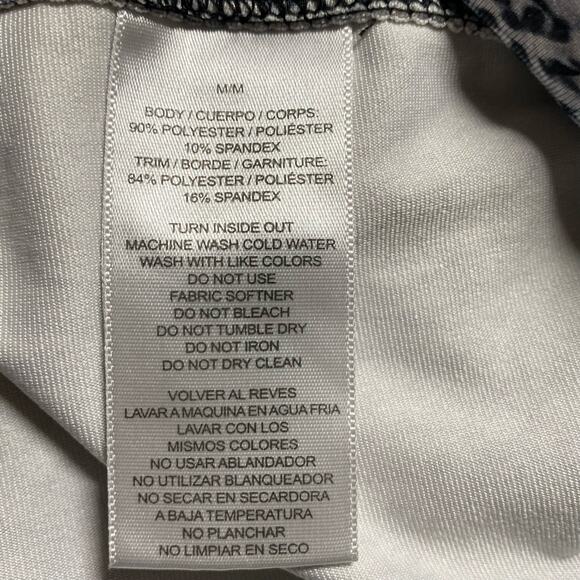 M/M
BODY / CUERPO / CORPS:
90% POLYESTER / POLIÉSTER
10% SPANDEX
TRIM / BORDE / GARNITURE:
84% POLYESTER / POLIÉSTER
16% SPANDEX
TURN INSIDE OUT
MACHINE WASH COLD WATER
WASH WITH LIKE COLORS
DO NOT USE
FABRIC SOFTNER
DO NOT BLEACH
DO NOT TUMBLE DRY
DO NOT IRON
DO NOT DRY CLEAN
VOLVER AL REVES
LAVAR A MAQUINA EN AGUA FRIA
LAVAR CON LOS
MISMOS COLORES
NO USAR ABLANDADOR
NO UTILIZAR BLANQUEADOR
NO SECAR EN SECARDORA
A BAJA TEMPERATURA
NO PLANCHAR
NO LIMPIAR EN SECO